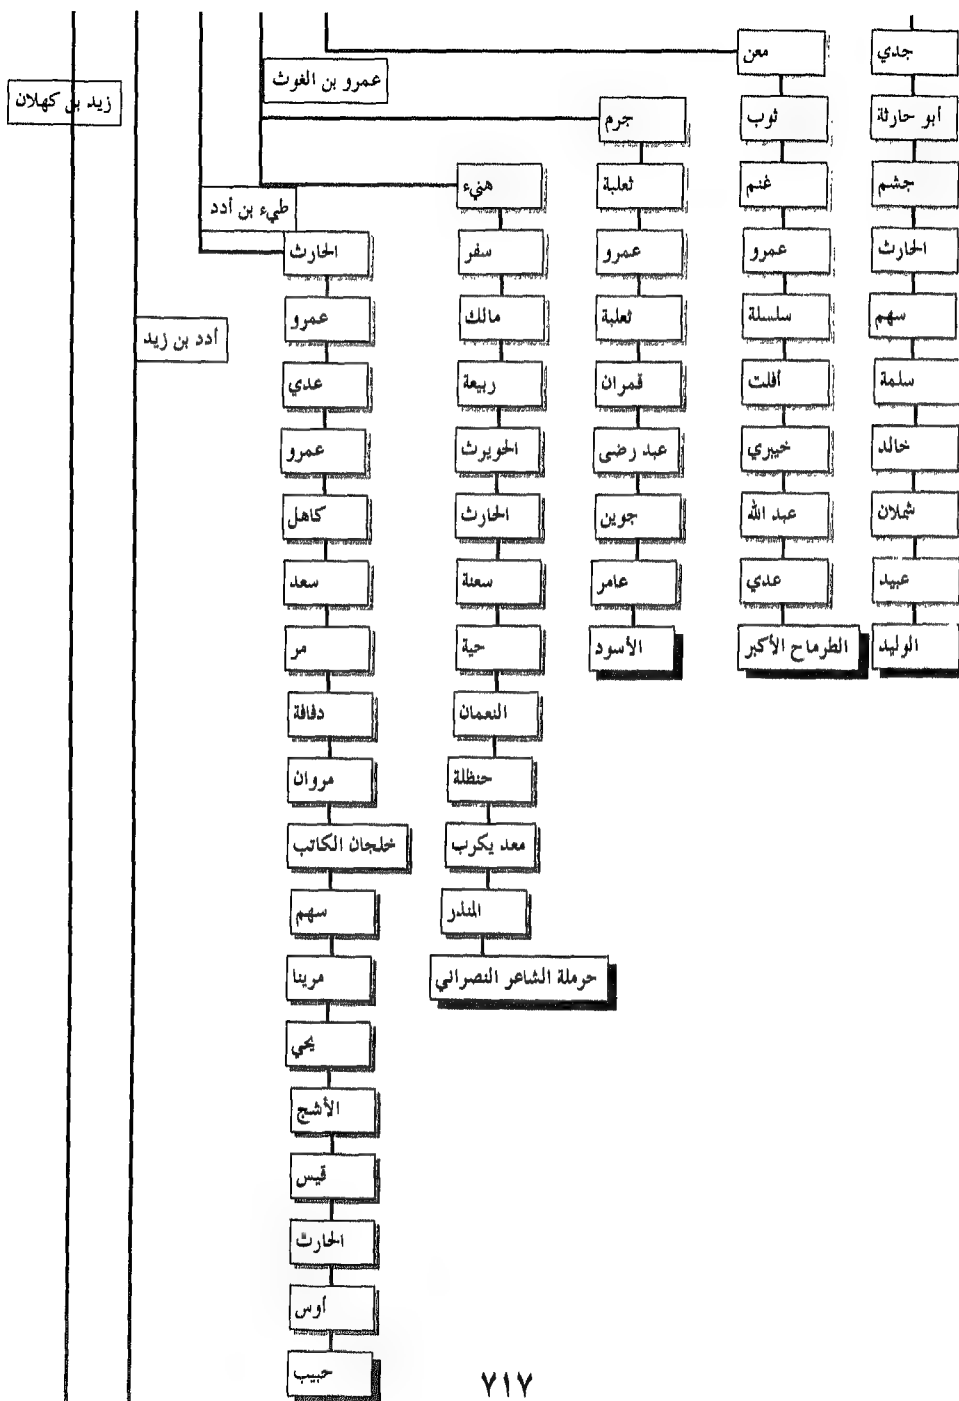 جدي
أبو حارثة
جشم
الحارث
سهم
سلمة
خالد
شملان
عبيد
الوليد
معن
ثوب
غنم
عمرو
سلسلة
أفلت
خيبري
عبد الله
عدي
الطرماح الأكبر
عمرو بن الغوث
جرم
ثعلبة
عمرو
ثعلبة
قمران
عبد رضى
جوين
عامر
الأسود
هنيء
سفر
مالك
ربيعة
الحويرث
الحارث
سعنة
حية
النعمان
حنظلة
معد يكرب
المنذر
حرملة الشاعر النصراني
طيء بن أدد
الحارث
عمرو
عدي
عمرو
كاهل
سعد
مر
دفافة
مروان
خلجان الكاتب
سهم
مرينا
يحي
الأشج
قيس
الحارث
أوس
حبيب
أدد بن زيد
زيد بن كهلان
٧١٧